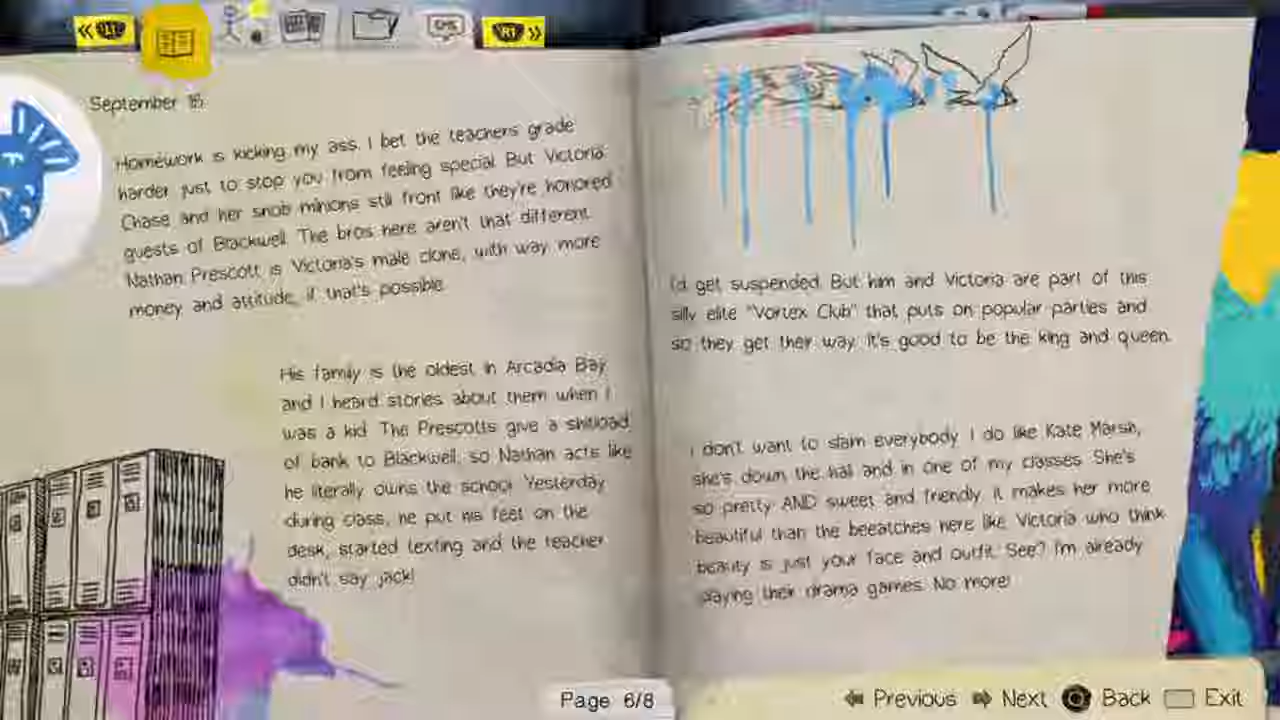 « L1
SMS
R1 »
September 16
Homework is kicking my ass. I bet the teachers grade
harder just to stop you from feeling special. But Victoria
Chase and her snob minions still front like they're honored
guests of Blackwell. The bros here aren't that different.
Nathan Prescott is Victoria's male clone, with way more
money and attitude, if that's possible.
His family is the oldest in Arcadia Bay
and I heard stories about them when I
was a kid. The Prescotts give a shitload
of bank to Blackwell, so Nathan acts like
he literally owns the school. Yesterday
during class, he put his feet on the
desk, started texting and the teacher
didn't say jack!
I'd get suspended. But him and Victoria are part of this
silly elite "Vortex Club" that puts on popular parties and
so they get their way. It's good to be the king and queen.
I don't want to slam everybody. I do like Kate Marsh,
she's down the hall and in one of my classes. She's
so pretty AND sweet and friendly. It makes her more
beautiful than the beeatches here like Victoria who think
beauty is just your face and outfit. See? I'm already
playing their drama games. No more!
Page 6/8
Previous Next Back Exit